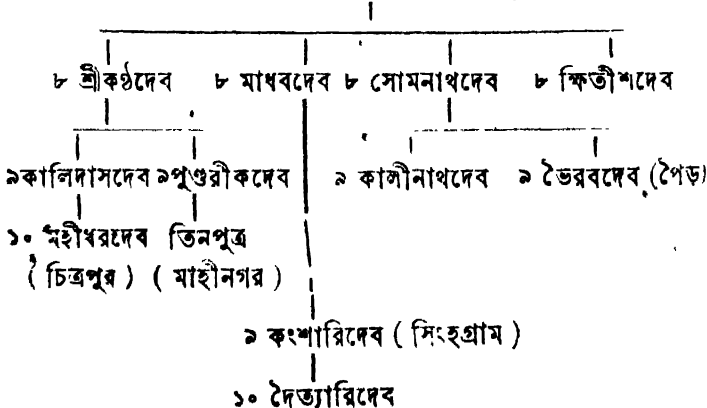 ৮ শ্রীকণ্ঠদেব ৮ মাধবদেব ৮ সোমনাথদেব ৮ ক্ষিতীশদেব
৯কালিদাসদেব ৯পুণ্ডরীকদেব ৯ কালীনাথদেব ৯ ভৈরবদেব (পৈড়)
১০ মহীধরদেব তিনপুত্র
( চিত্রপুর ) ( মাহীনগর )
৯ কংশারিদেব ( সিংহগ্রাম )
১০ দৈত্যারিদেব